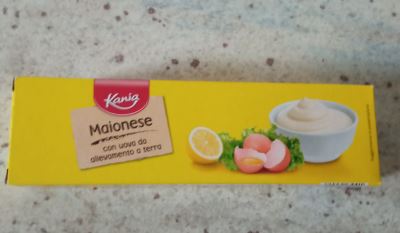 Kania
Maionese
con uova da
allevamento a terra